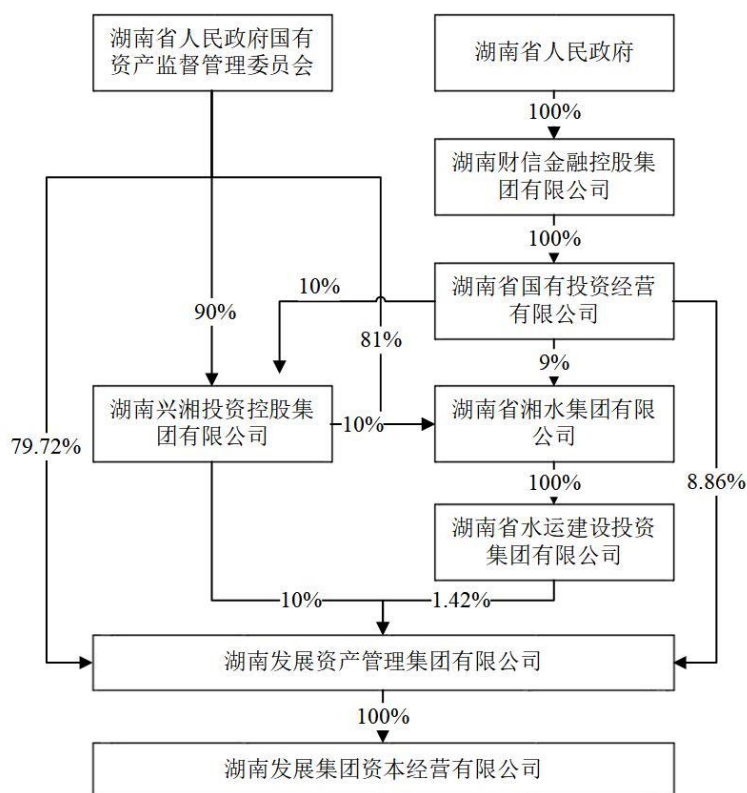 湖南省人民政府国有
资产监督管理委员会
湖南省人民政府
100%
湖南财信金融控股集
团有限公司
100%
湖南省国有投资经营
有限公司
10%
90%
81%
9%
湖南兴湘投资控股集
团有限公司
10%
湖南省湘水集团有限
公司
79.72%
8.86%
100%
湖南省水运建设投资
集团有限公司
10%
1.42%
湖南发展资产管理集团有限公司
100%
湖南发展集团资本经营有限公司